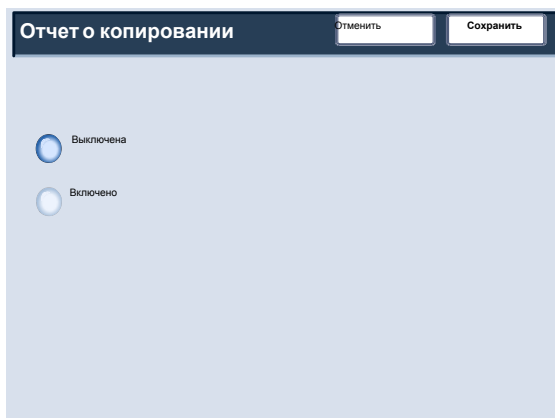 Отчет о копировании
Отменить
Сохранить
Выключена
Включено